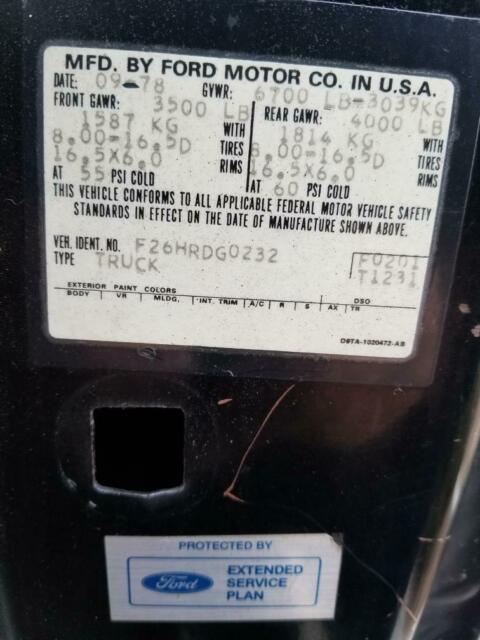 MFD. BY FORD MOTOR CO. IN U.S.A.
DATE: 09-78 GVWR: 6700 LB-3039KG
FRONT GAWR: 3500 LB REAR GAWR: 4000 LB
1587 KG WITH 1814 KG WITH
8.00-16.5D TIRES 8.00-16.5D TIRES
16.5X6.0 RIMS 16.5X6.0 RIMS
AT 55 PSI COLD AT 60 PSI COLD
THIS VEHICLE CONFORMS TO ALL APPLICABLE FEDERAL MOTOR VEHICLE SAFETY
STANDARDS IN EFFECT ON THE DATE OF MANUFACTURE SHOWN ABOVE.
VEH. IDENT. NO. F26HRDG0232 F0201
TYPE TRUCK T1231
EXTERIOR PAINT COLORS DSO
BODY VR MLDG. INT. TRIM A/C R S AX TR
D9TA-1020472-AB
PROTECTED BY
Ford EXTENDED
SERVICE
PLAN